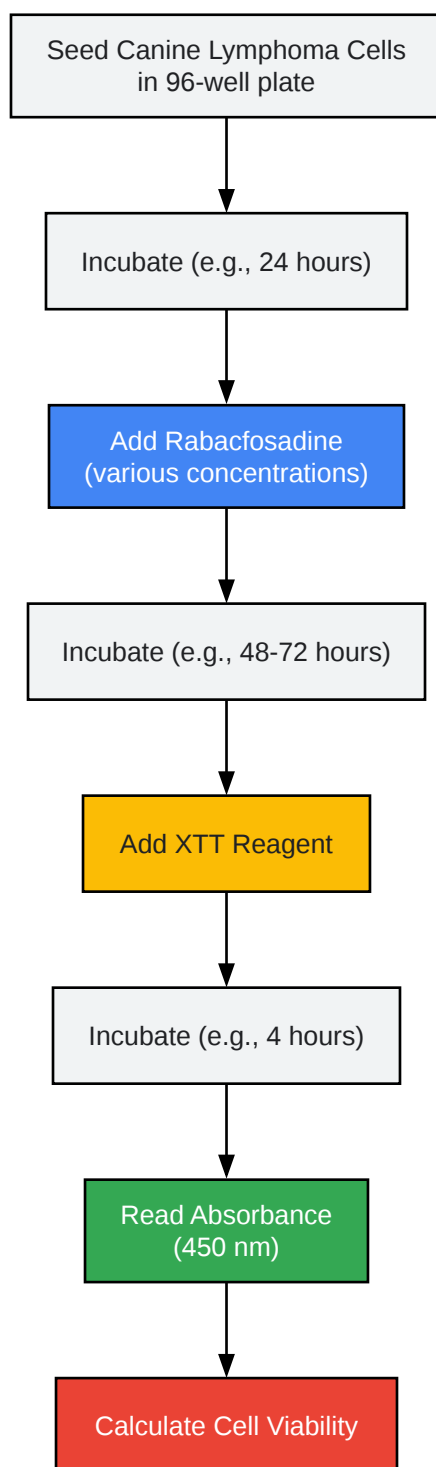 Seed Canine Lymphoma Cells
in 96-well plate
Incubate (e.g., 24 hours)
Add Rabacfosadine
(various concentrations)
Incubate (e.g., 48-72 hours)
Add XTT Reagent
Incubate (e.g., 4 hours)
Read Absorbance
(450 nm)
Calculate Cell Viability